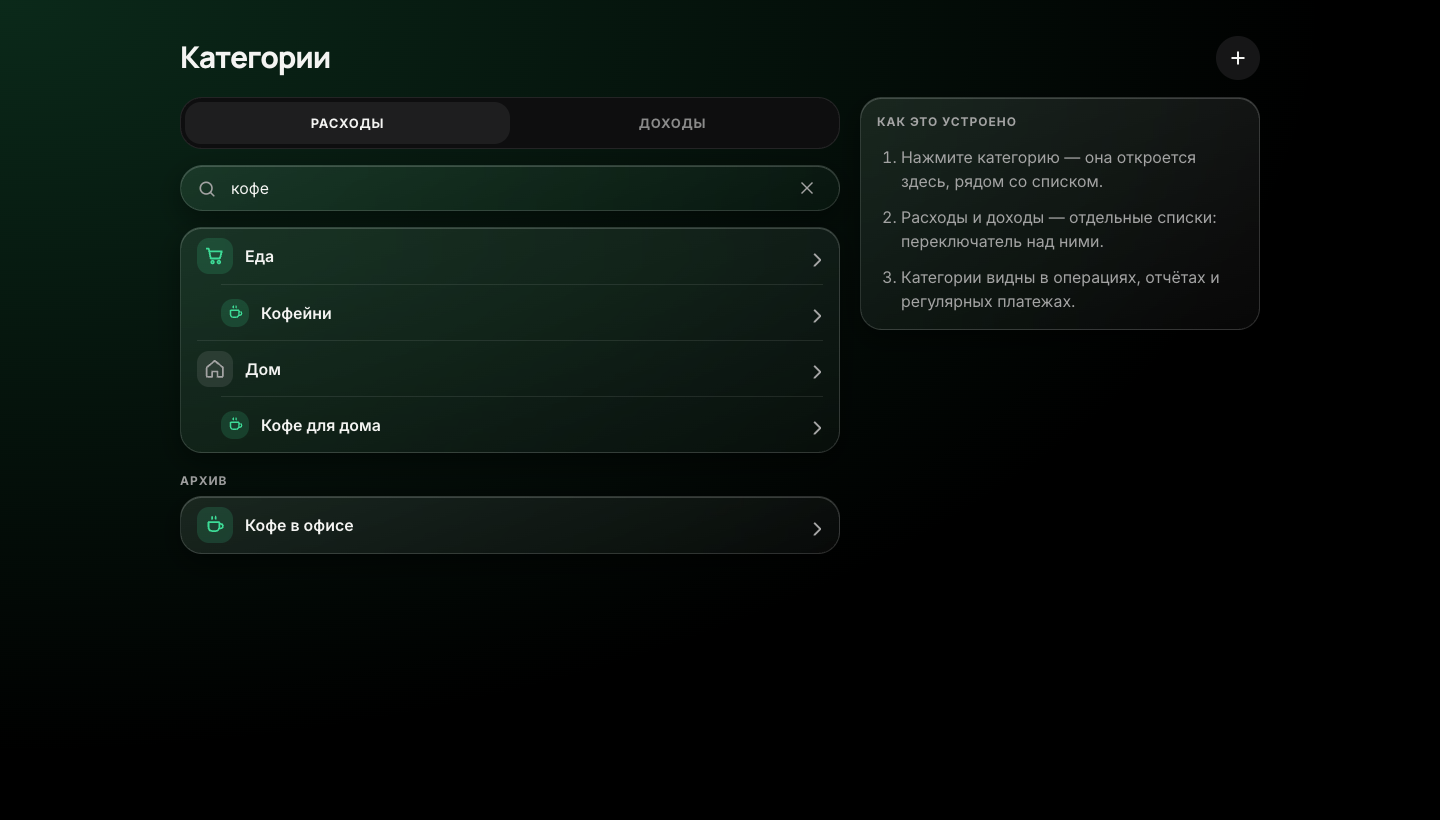 Категории
РАСХОДЫ
ДОХОДЫ
кофе
Еда
Кофейни
Дом
Кофе для дома
АРХИВ
Кофе в офисе
КАК ЭТО УСТРОЕНО
1. Нажмите категорию — она откроется
здесь, рядом со списком.
2. Расходы и доходы — отдельные списки:
переключатель над ними.
3. Категории видны в операциях, отчётах и
регулярных платежах.